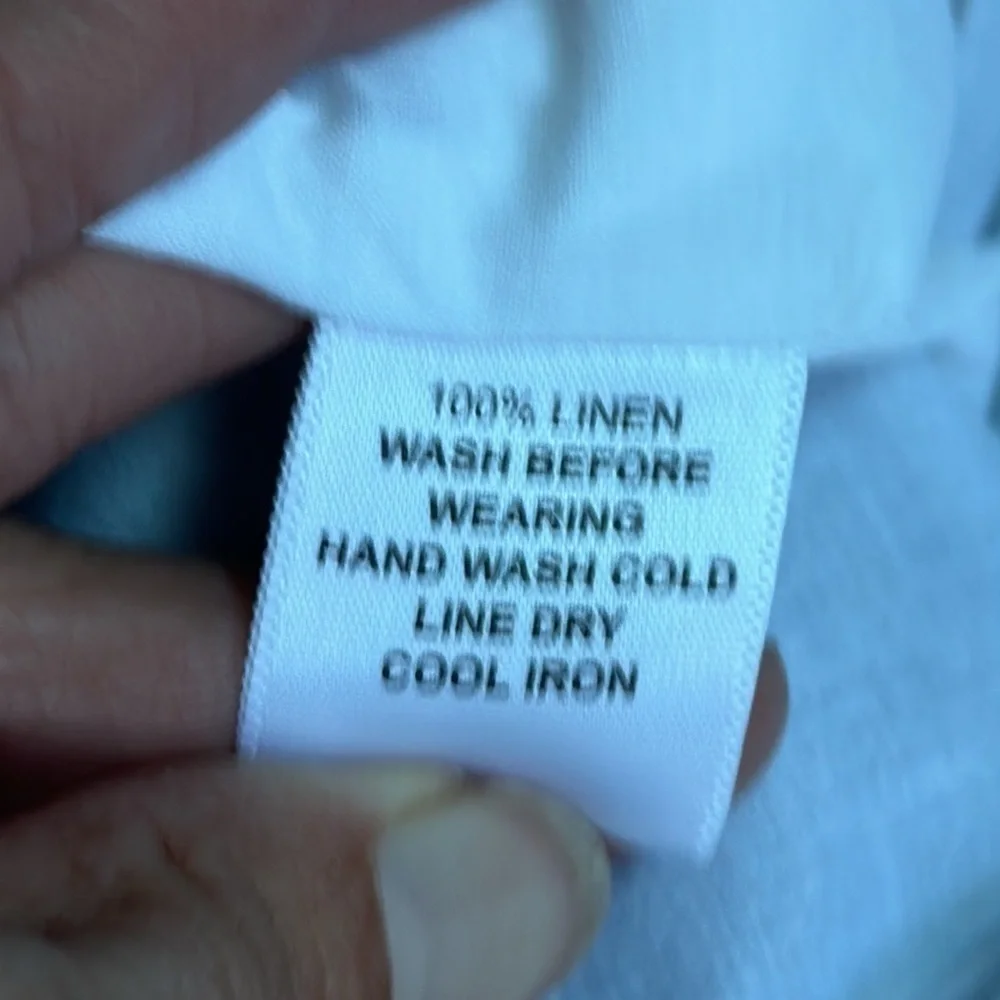 100% LINEN
WASH BEFORE
WEARING
HAND WASH COLD
LINE DRY
COOL IRON